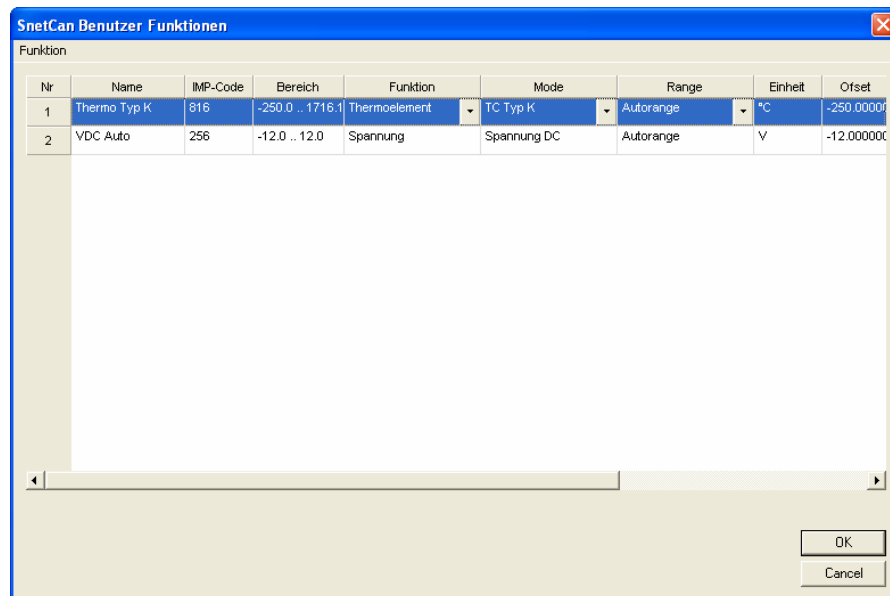 SnetCan Benutzer Funktionen
Funktion
Nr Name IMP-Code Bereich Funktion Mode Range Einheit Ofset
1 Thermo Typ K 816 -250.0 .. 1716.1 Thermoelement TC Typ K Autorange °C -250.00000
2 VDC Auto 256 -12.0 .. 12.0 Spannung Spannung DC Autorange V -12.000000
OK
Cancel